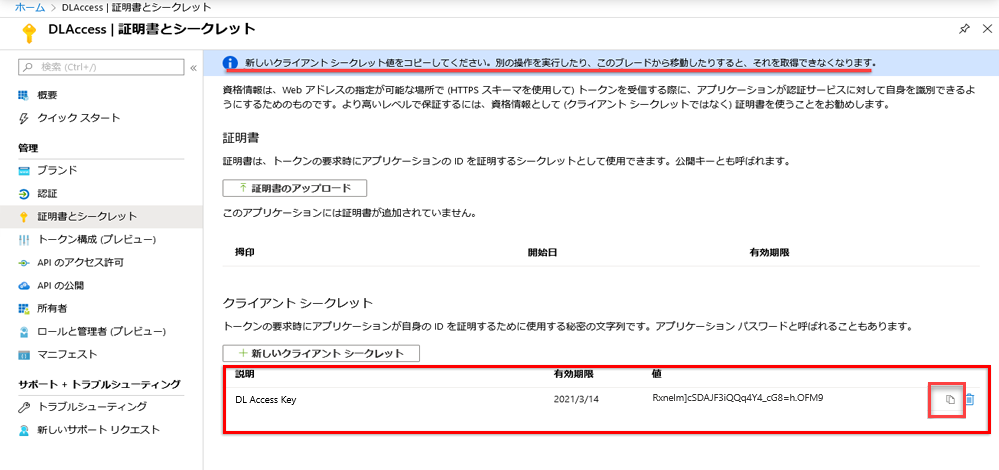 ホーム > DLAccess | 証明書とシークレット
DLAccess | 証明書とシークレット
検索 (Ctrl+/)
«
概要
クイック スタート
管理
ブランド
認証
証明書とシークレット
トークン構成 (プレビュー)
API のアクセス許可
API の公開
所有者
ロールと管理者 (プレビュー)
マニフェスト
サポート + トラブルシューティング
トラブルシューティング
新しいサポート リクエスト
新しいクライアント シークレット値をコピーしてください。別の操作を実行したり、このブレードから移動したりすると、それを取得できなくなります。
資格情報は、Web アドレスの指定が可能な場所で (HTTPS スキーマを使用して) トークンを受信する際に、アプリケーションが認証サービスに対して自身を識別できるよ
うにするためのものです。より高いレベルで保証するには、資格情報として (クライアント シークレットではなく) 証明書を使うことをお勧めします。
証明書
証明書は、トークンの要求時にアプリケーションの ID を証明するシークレットとして使用できます。公開キーとも呼ばれます。
証明書のアップロード
このアプリケーションには証明書が追加されていません。
拇印 開始日 有効期限
クライアント シークレット
トークンの要求時にアプリケーションが自身の ID を証明するために使用する秘密の文字列です。アプリケーション パスワードと呼ばれることもあります。
新しいクライアント シークレット
説明 有効期限 値
DL Access Key 2021/3/14 RxneIm]cSDAJF3iQQq4Y4_cG8=h.OFM9